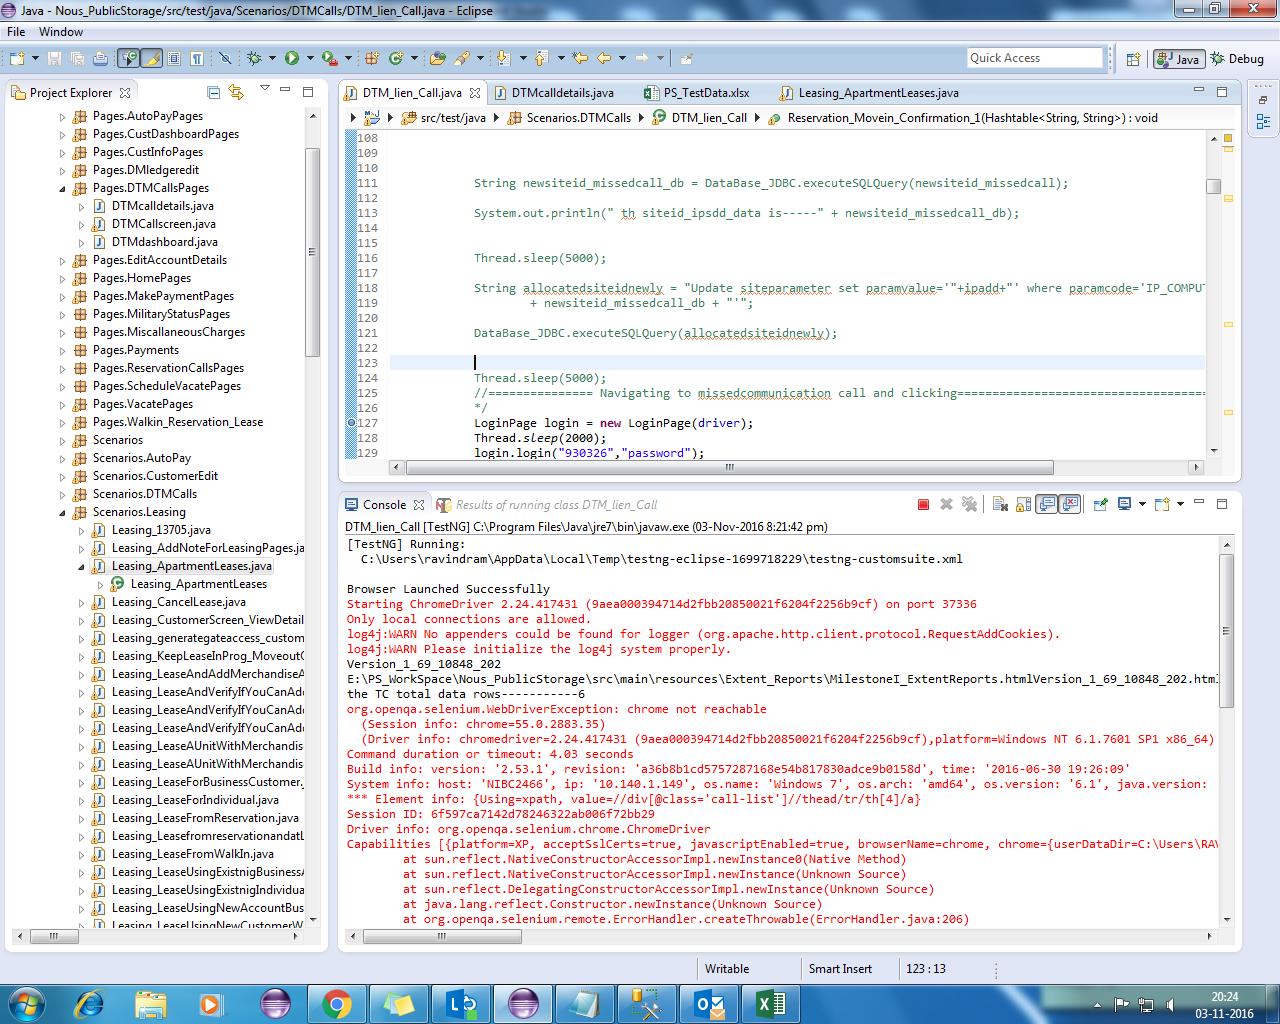 Java - Nous_PublicStorage/src/test/java/Scenarios/DTMCalls/DTM_lien_Call.java - Eclipse
File Window
Quick Access
Java
Debug
Project Explorer
Pages.AutoPayPages
Pages.CustDashboardPages
Pages.CustInfoPages
Pages.DMledgeredit
Pages.DTMCallsPages
DTMcalldetails.java
DTMCallscreen.java
DTMdashboard.java
Pages.EditAccountDetails
Pages.HomePages
Pages.MakePaymentPages
Pages.MilitaryStatusPages
Pages.MiscallaneousCharges
Pages.Payments
Pages.ReservationCallsPages
Pages.ScheduleVacatePages
Pages.VacatePages
Pages.Walkin_Reservation_Lease
Scenarios
Scenarios.AutoPay
Scenarios.CustomerEdit
Scenarios.DTMCalls
Scenarios.Leasing
Leasing_13705.java
Leasing_AddNoteForLeasingPages.ja
Leasing_ApartmentLeases.java
Leasing_ApartmentLeases
Leasing_CancelLease.java
Leasing_CustomerScreen_ViewDetail
Leasing_generategateaccess_custom
Leasing_KeepLeaseInProg_Moveout
Leasing_LeaseAndAddMerchandise
Leasing_LeaseAndVerifyIfYouCanAd
Leasing_LeaseAndVerifyIfYouCanAd
Leasing_LeaseAndVerifyIfYouCanAd
Leasing_LeaseAUnitWithMerchandis
Leasing_LeaseAUnitWithMerchandis
Leasing_LeaseForBusinessCustomer.
Leasing_LeaseForIndividual.java
Leasing_LeaseFromReservation.java
Leasing_Leasefromreservationandat
Leasing_LeaseFromWalkIn.java
Leasing_LeaseUsingExistnigBusiness
Leasing_LeaseUsingExistnigIndividua
Leasing_LeaseUsingNewAccountBus
Leasing_LeaseUsingNewCustomerW
DTM_lien_Call.java
DTMcalldetails.java
PS_TestData.xlsx
Leasing_ApartmentLeases.java
src/test/java
Scenarios.DTMCalls
DTM_lien_Call
Reservation_Movein_Confirmation_1(Hashtable<String, String>) : void
108
109
110
111 String newsiteid_missedcall_db = DataBase_JDBC.executeSQLQuery(newsiteid_missedcall);
112
113 System.out.println(" th siteid_ipsdd_data is-----" + newsiteid_missedcall_db);
114
115
116 Thread.sleep(5000);
117
118 String allocatedsiteidnewly = "Update siteparameter set paramvalue='"+ipadd+"' where paramcode='IP_COMPUT
119 + newsiteid_missedcall_db + "'";
120
121 DataBase_JDBC.executeSQLQuery(allocatedsiteidnewly);
122
123
124 Thread.sleep(5000);
125 //=============== Navigating to missedcommunication call and clicking===================================
126 */
127 LoginPage login = new LoginPage(driver);
128 Thread.sleep(2000);
129 login.login("930326","password");
Console
Results of running class DTM_lien_Call
DTM_lien_Call [TestNG] C:\Program Files\Java\jre7\bin\javaw.exe (03-Nov-2016 8:21:42 pm)
[TestNG] Running:
C:\Users\ravindram\AppData\Local\Temp\testng-eclipse-1699718229\testng-customsuite.xml
Browser Launched Successfully
Starting ChromeDriver 2.24.417431 (9aea000394714d2fbb20850021f6204f2256b9cf) on port 37336
Only local connections are allowed.
log4j:WARN No appenders could be found for logger (org.apache.http.client.protocol.RequestAddCookies).
log4j:WARN Please initialize the log4j system properly.
Version_1_69_10848_202
E:\PS_WorkSpace\Nous_PublicStorage\src\main\resources\Extent_Reports\MilestoneI_ExtentReports.htmlVersion_1_69_10848_202.html
the TC total data rows-----------6
org.openqa.selenium.WebDriverException: chrome not reachable
(Session info: chrome=55.0.2883.35)
(Driver info: chromedriver=2.24.417431 (9aea000394714d2fbb20850021f6204f2256b9cf),platform=Windows NT 6.1.7601 SP1 x86_64)
Command duration or timeout: 4.03 seconds
Build info: version: '2.53.1', revision: 'a36b8b1cd5757287168e54b817830adce9b0158d', time: '2016-06-30 19:26:09'
System info: host: 'NIBC2466', ip: '10.140.1.149', os.name: 'Windows 7', os.arch: 'amd64', os.version: '6.1', java.version:
*** Element info: {Using=xpath, value=//div[@class='call-list']//thead/tr/th[4]/a}
Session ID: 6f597ca7142d78246322ab006f72bb29
Driver info: org.openqa.selenium.chrome.ChromeDriver
Capabilities [{platform=XP, acceptSslCerts=true, javascriptEnabled=true, browserName=chrome, chrome={userDataDir=C:\Users\RAV
at sun.reflect.NativeConstructorAccessorImpl.newInstance0(Native Method)
at sun.reflect.NativeConstructorAccessorImpl.newInstance(Unknown Source)
at sun.reflect.DelegatingConstructorAccessorImpl.newInstance(Unknown Source)
at java.lang.reflect.Constructor.newInstance(Unknown Source)
at org.openqa.selenium.remote.ErrorHandler.createThrowable(ErrorHandler.java:206)
Writable
Smart Insert
123 : 13
20:24
03-11-2016